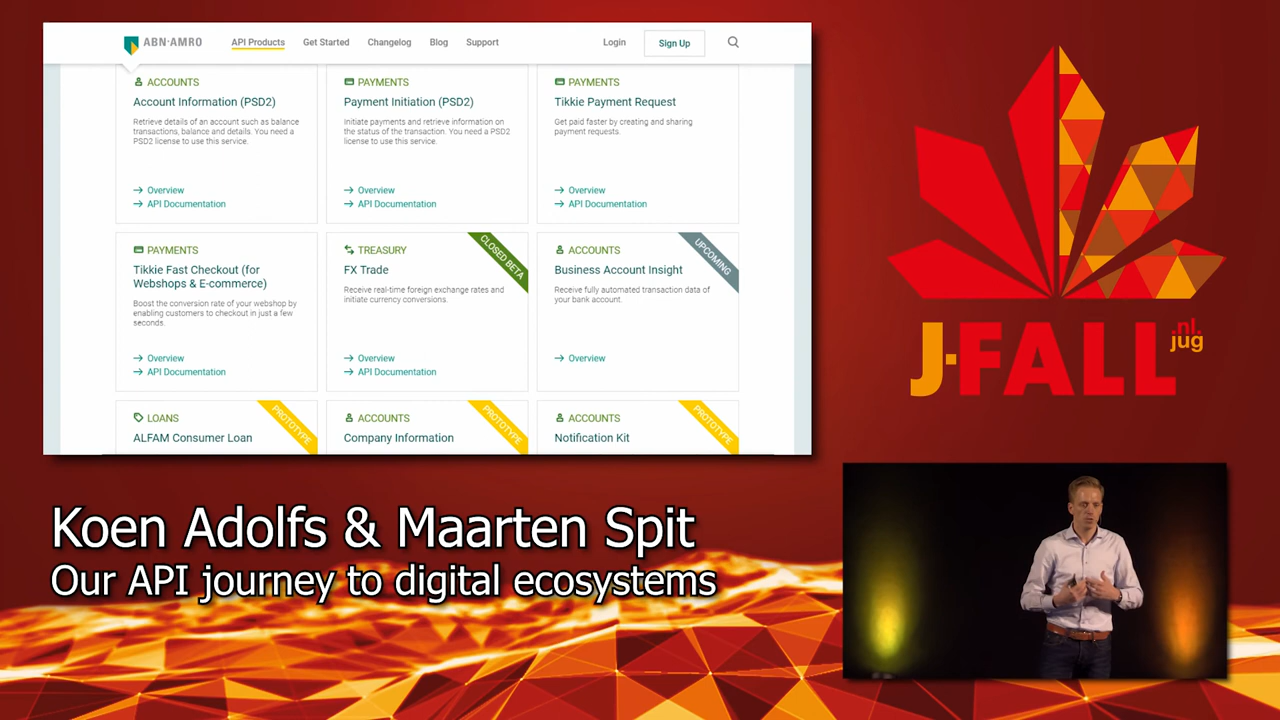 ABN·AMRO
API Products
Get Started
Changelog
Blog
Support
Login
Sign Up
ACCOUNTS
Account Information (PSD2)
Retrieve details of an account such as balance
transactions, balance and details. You need a
PSD2 license to use this service.
Overview
API Documentation
PAYMENTS
Payment Initiation (PSD2)
Initiate payments and retrieve information on
the status of the transaction. You need a PSD2
license to use this service.
Overview
API Documentation
PAYMENTS
Tikkie Payment Request
Get paid faster by creating and sharing
payment requests.
Overview
API Documentation
PAYMENTS
Tikkie Fast Checkout (for
Webshops & E-commerce)
Boost the conversion rate of your webshop by
enabling customers to checkout in just a few
seconds.
Overview
API Documentation
TREASURY
CLOSED BETA
FX Trade
Receive real-time foreign exchange rates and
initiate currency conversions.
Overview
API Documentation
ACCOUNTS
UPCOMING
Business Account Insight
Receive fully automated transaction data of
your bank account.
Overview
LOANS
PROTOTYPE
ALFAM Consumer Loan
ACCOUNTS
PROTOTYPE
Company Information
ACCOUNTS
PROTOTYPE
Notification Kit
J-FALL
.nl
jug
Koen Adolfs & Maarten Spit
Our API journey to digital ecosystems